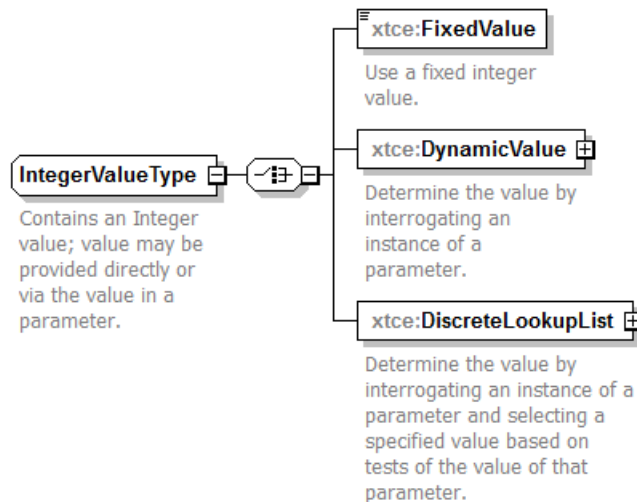 xtce:FixedValue
Use a fixed integer
value.
IntegerValueType
Contains an Integer
value; value may be
provided directly or
via the value in a
parameter.
xtce:DynamicValue
Determine the value by
interrogating an
instance of a
parameter.
xtce:DiscreteLookupList
Determine the value by
interrogating an instance of a
parameter and selecting a
specified value based on
tests of the value of that
parameter.